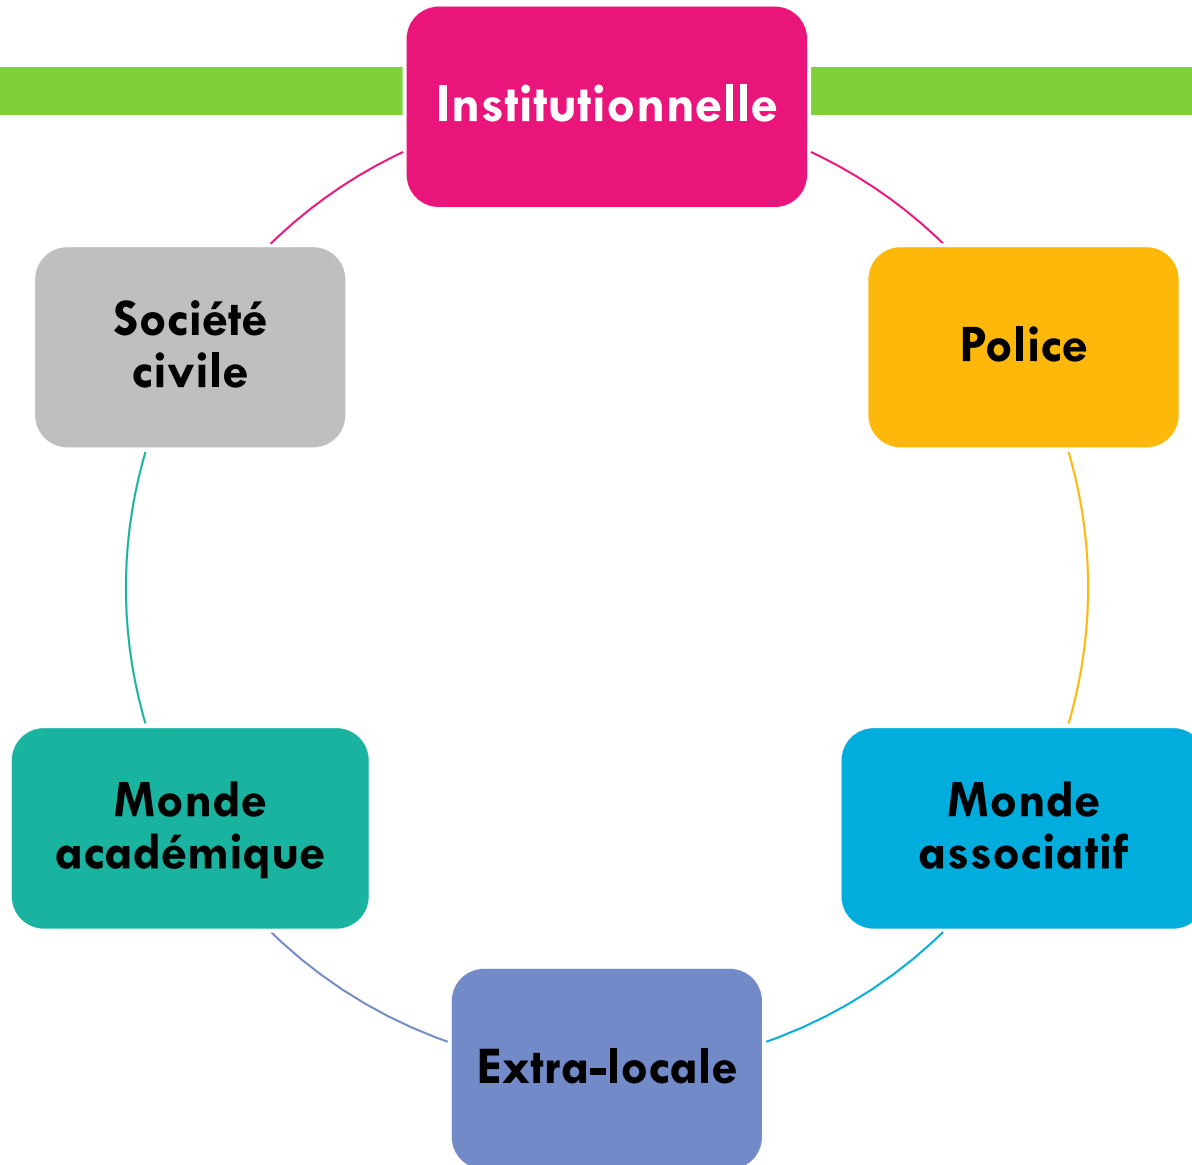 Institutionnelle
Société
civile
Police
Monde
académique
Monde
associatif
Extra-locale